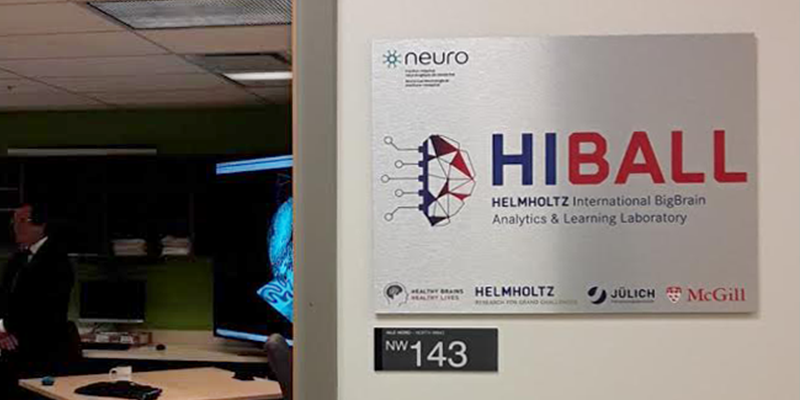 neuro
HIBALL
HELMHOLTZ International BigBrain
Analytics & Learning Laboratory
HEALTHY BRAINS
HEALTHY LIVES
HELMHOLTZ
RESEARCH FOR GRAND CHALLENGES
JÜLICH
McGill
NW 143